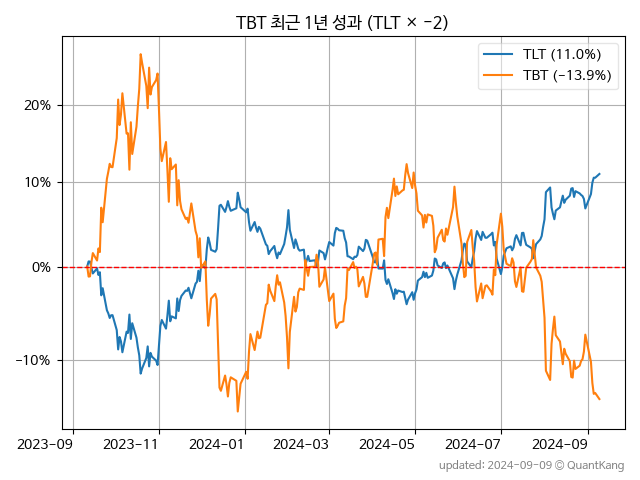 TBT 최근 1년 성과 (TLT × -2)
TLT (11.0%)
TBT (-13.9%)
20%
10%
0%
-10%
2023-09 2023-11 2024-01 2024-03 2024-05 2024-07 2024-09
updated: 2024-09-09 © QuantKang